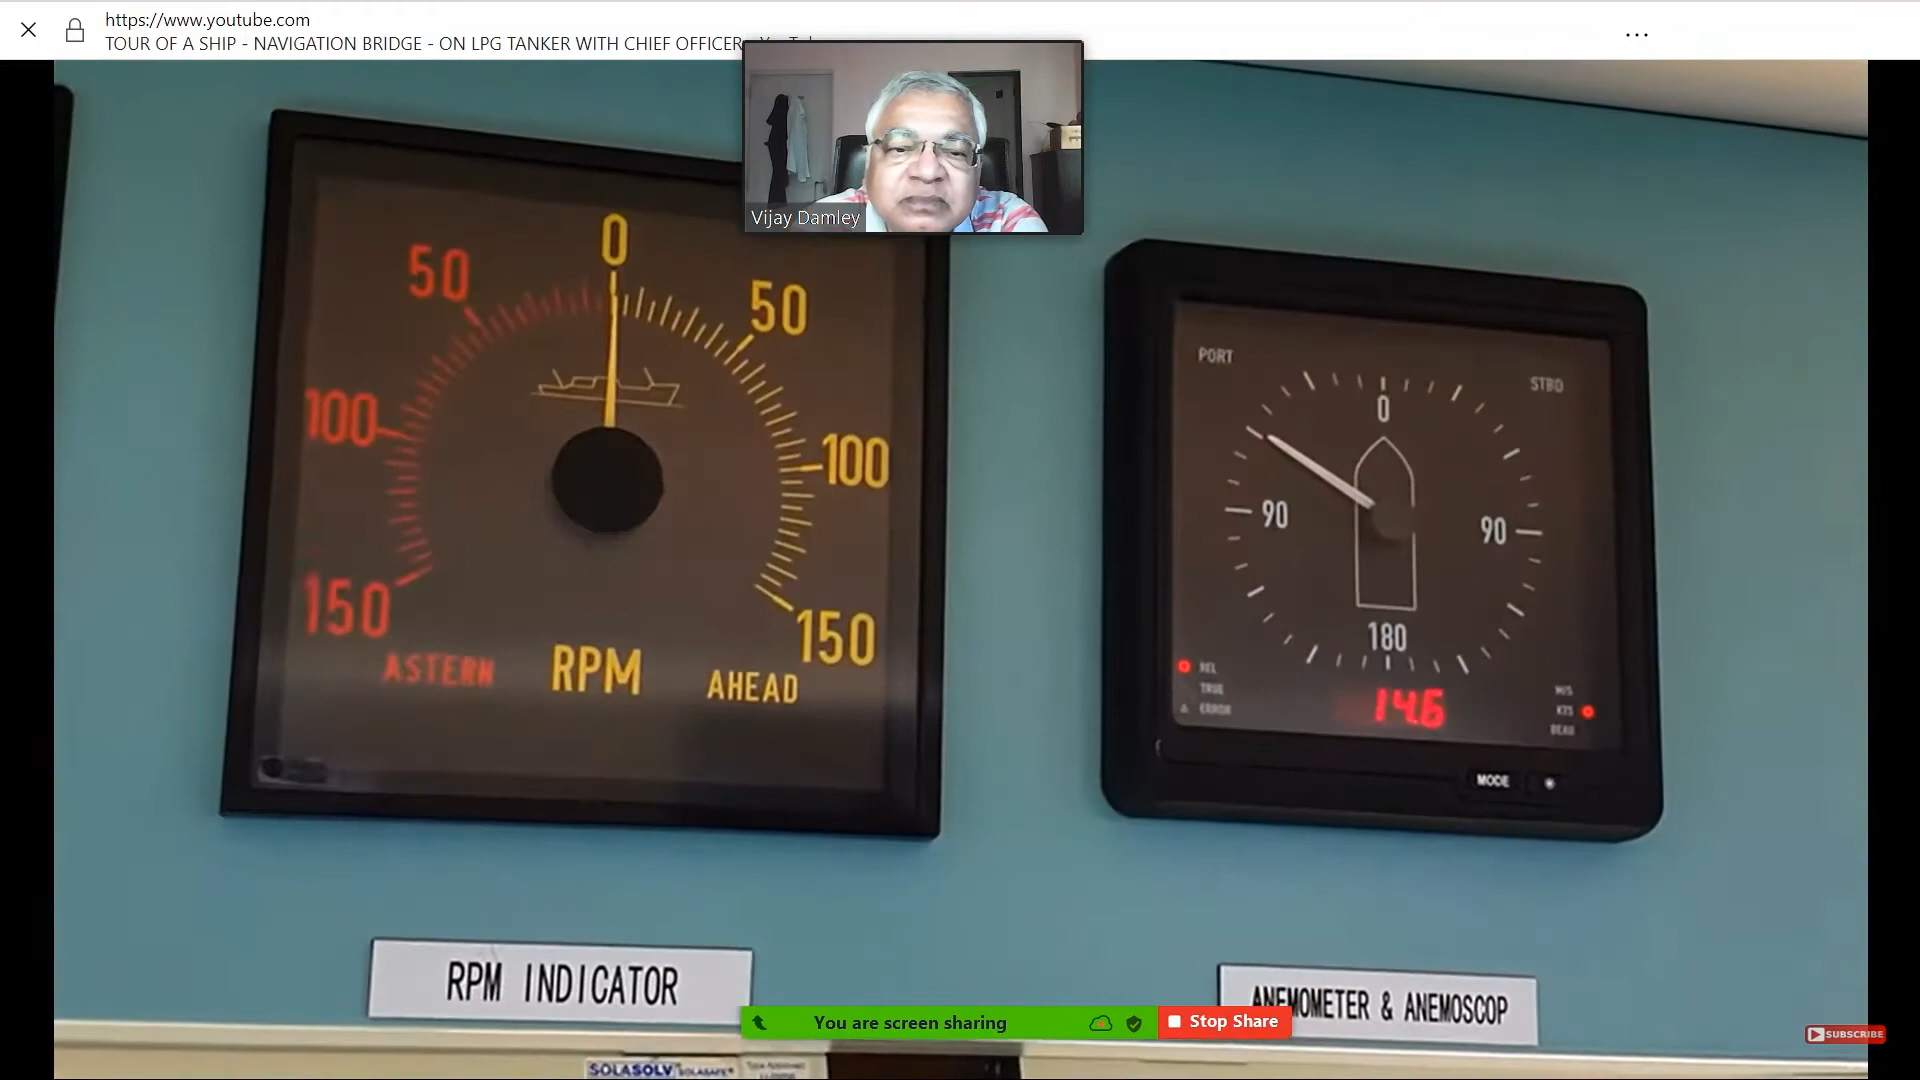 https://www.youtube.com
TOUR OF A SHIP - NAVIGATION BRIDGE - ON LPG TANKER WITH CHIEF OFFICER
Vijay Damley
0
50
50
100
100
150
150
ASTERN RPM AHEAD
PORT
STBD
0
90
90
180
REL
TRUE
ERROR
14.6
M/S
KTS
BEAU
MODE
RPM INDICATOR
ANEMOMETER & ANEMOSCOP
You are screen sharing
Stop Share
SUBSCRIBE
SOLASOLV SOLASAFE